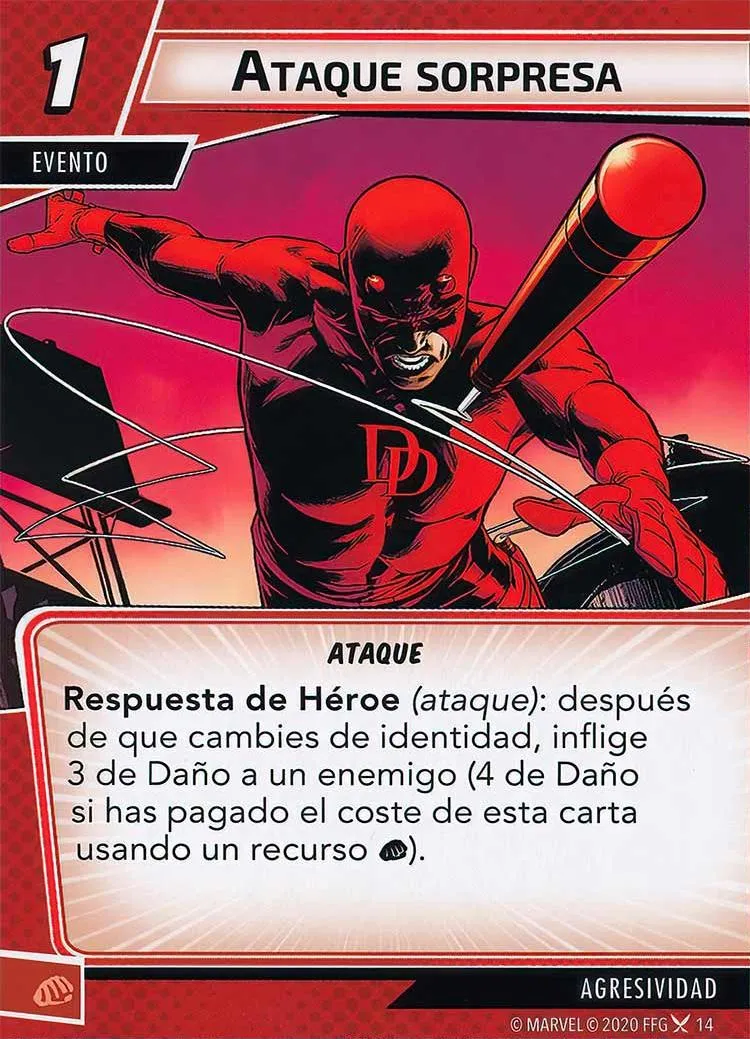 1
ATAQUE SORPRESA
EVENTO
DD
ATAQUE
Respuesta de Héroe (ataque): después
de que cambies de identidad, inflige
3 de Daño a un enemigo (4 de Daño
si has pagado el coste de esta carta
usando un recurso ).
AGRESIVIDAD
© MARVEL © 2020 FFG 14